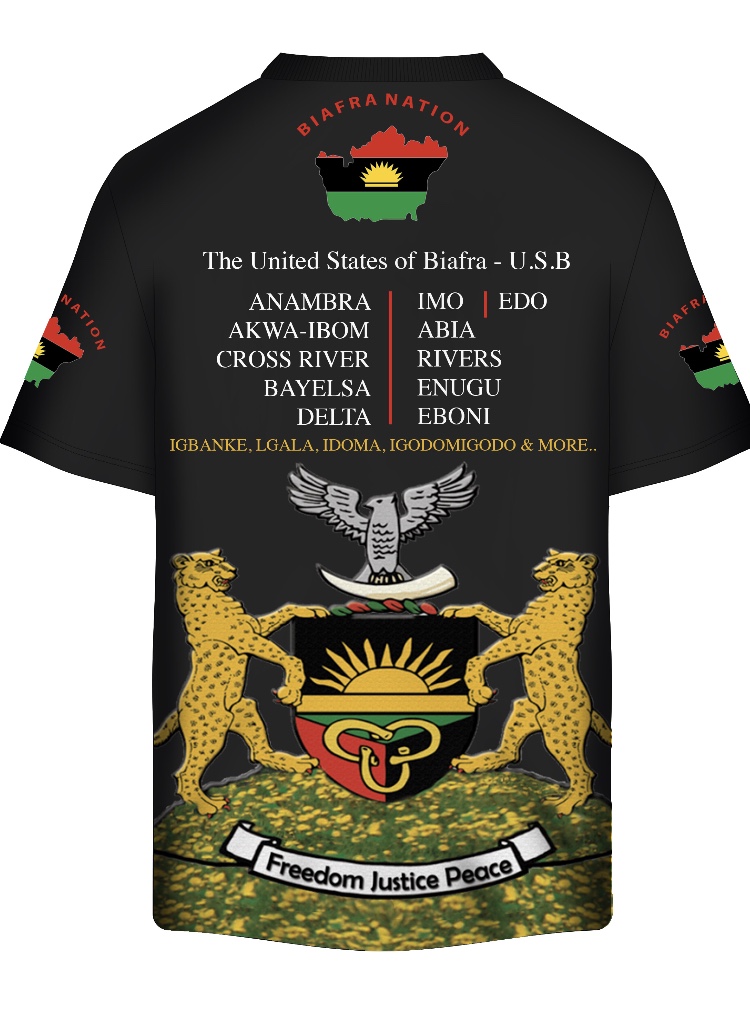 BIAFRA NATION
The United States of Biafra - U.S.B
ANAMBRA | IMO | EDO
AKWA-IBOM | ABIA
CROSS RIVER | RIVERS
BAYELSA | ENUGU
DELTA | EBONI
IGBANKE, LGALA, IDOMA, IGODOMIGODO & MORE..
NATION
BIAFRA
Freedom Justice Peace